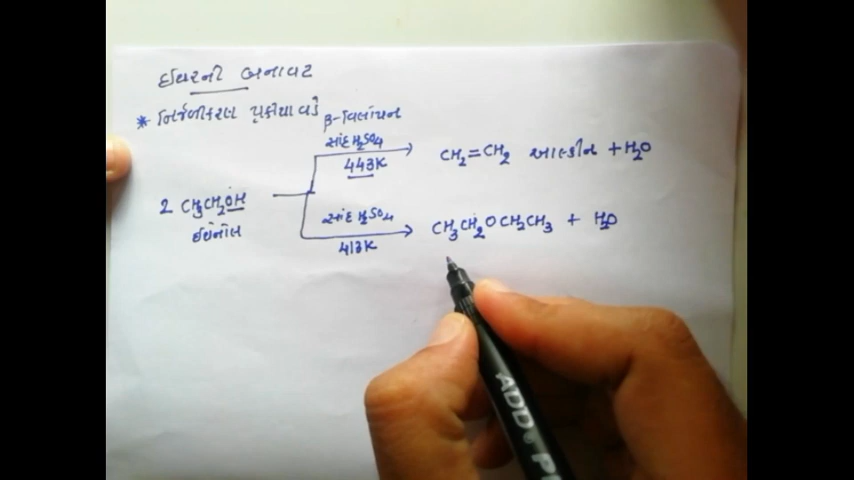 ઈથરની બનાવટ
* નિર્જળીકરણ પ્રક્રીયા વડે
β-વિલોપન
સાંદ્ર H₂SO₄
443K
CH₂=CH₂ આલ્કીન + H₂O
2 CH₃CH₂OH
ઈથેનોલ
સાંદ્ર H₂SO₄
413K
CH₃CH₂OCH₂CH₃ + H₂O
ADD. P